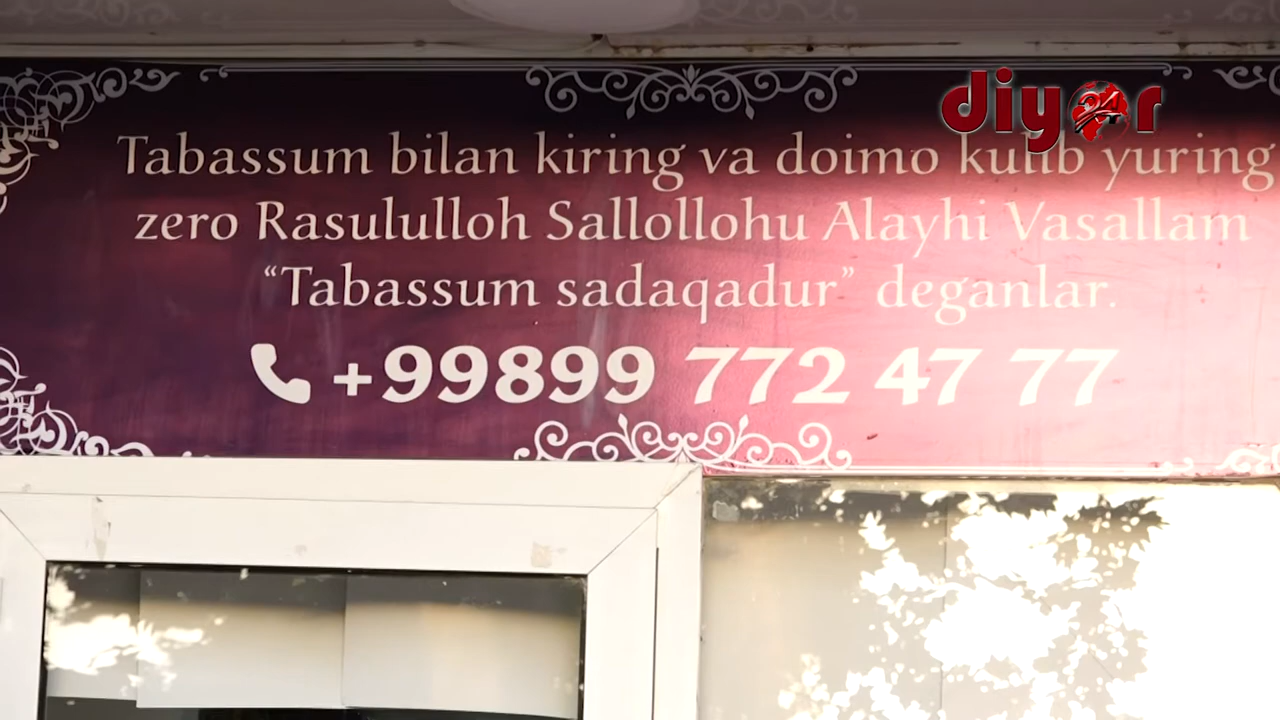 diyor
24
Tabassum bilan kiring va doimo kulib yuring
zero Rasululloh Sallollohu Alayhi Vasallam
“Tabassum sadaqadur” deganlar.
+99899 772 47 77